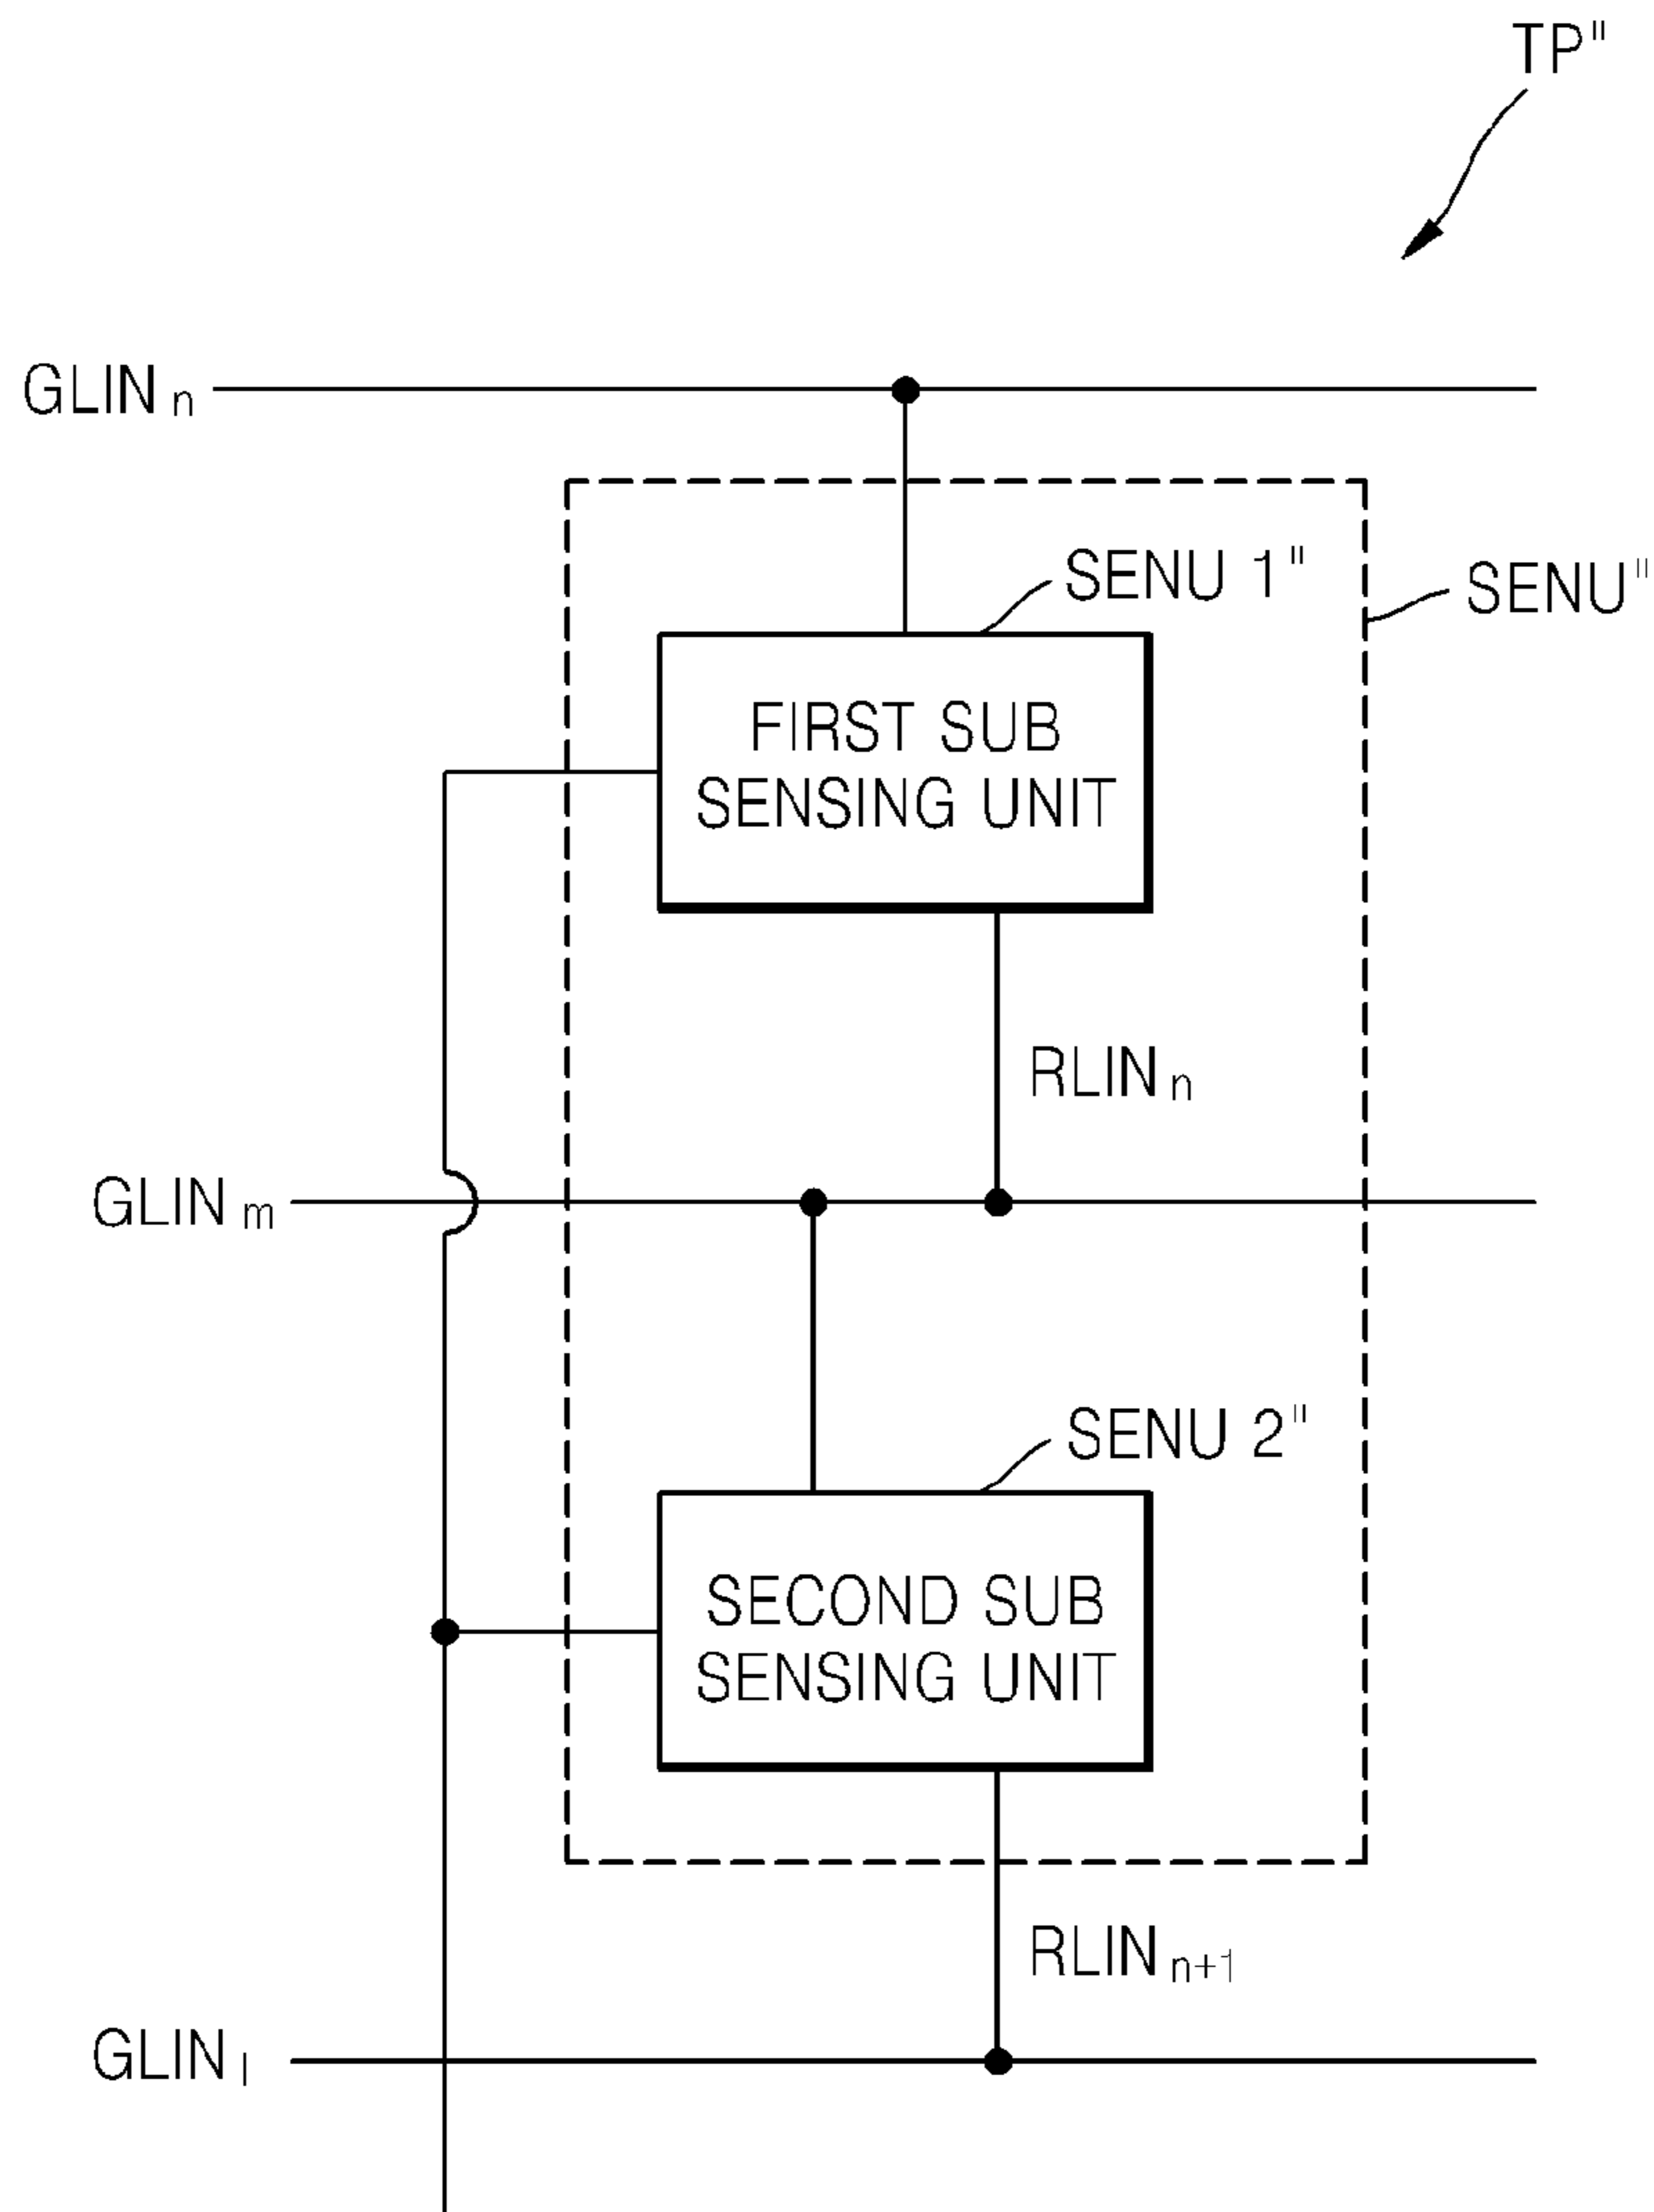 TP"
GLIN n
SENU 1"
SENU"
FIRST SUB
SENSING UNIT
RLIN n
GLIN m
SENU 2"
SECOND SUB
SENSING UNIT
RLIN n+1
GLIN l